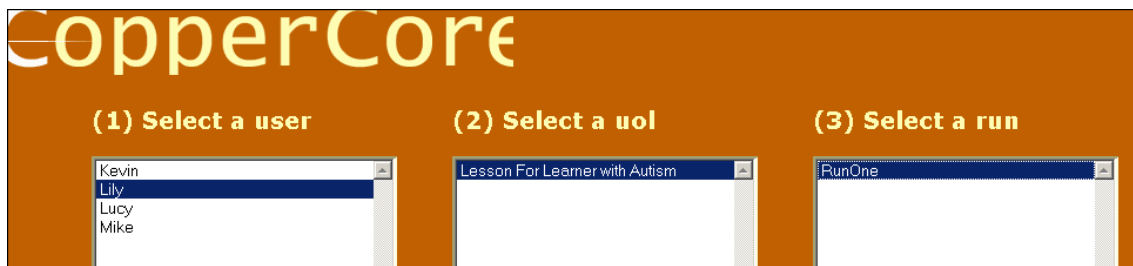 CopperCore
(1) Select a user
(2) Select a uol
(3) Select a run
Kevin
Lily
Lucy
Mike
Lesson For Learner with Autism
RunOne